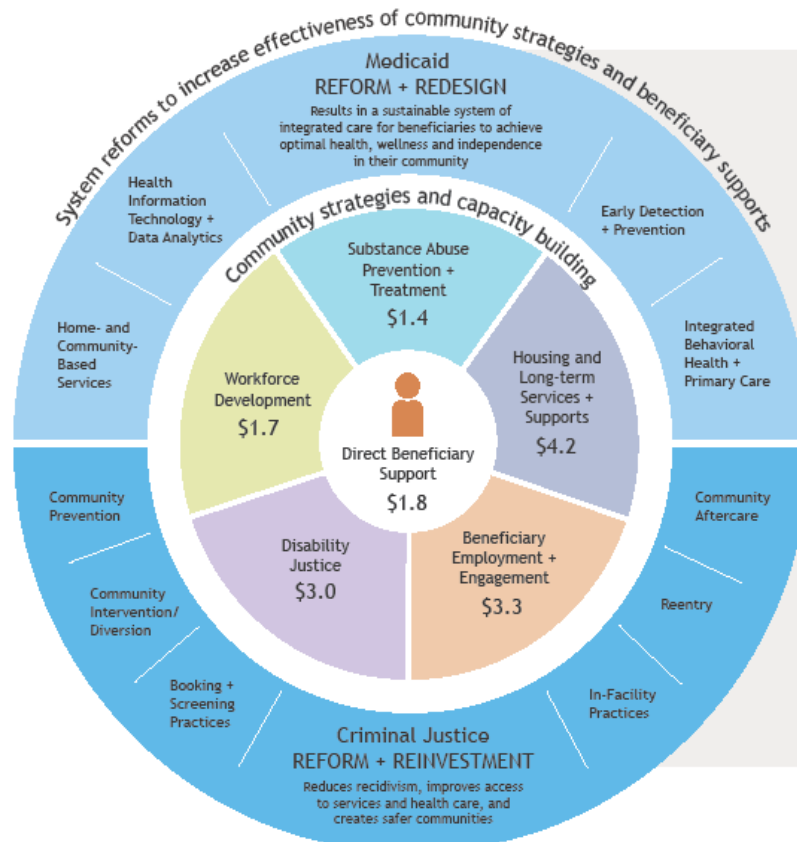 System reforms to increase effectiveness of community strategies and beneficiary supports
Medicaid
REFORM + REDESIGN
Results in a sustainable system of
integrated care for beneficiaries to achieve
optimal health, wellness and independence
in their community
Health
Information
Technology +
Data Analytics
Early Detection
+ Prevention
Home- and
Community-
Based
Services
Integrated
Behavioral
Health +
Primary Care
Community strategies and capacity building
Substance Abuse
Prevention +
Treatment
$1.4
Workforce
Development
$1.7
Housing and
Long-term
Services +
Supports
$4.2
Direct Beneficiary
Support
$1.8
Disability
Justice
$3.0
Beneficiary
Employment +
Engagement
$3.3
Community
Prevention
Community
Intervention/
Diversion
Booking +
Screening
Practices
Community
Aftercare
Reentry
In-Facility
Practices
Criminal Justice
REFORM + REINVESTMENT
Reduces recidivism, improves access
to services and health care, and
creates safer communities